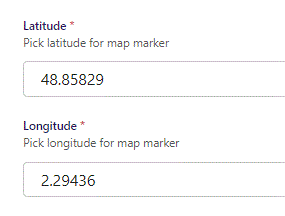 Latitude *
Pick latitude for map marker
48.85829
Longitude *
Pick longitude for map marker
2.29436